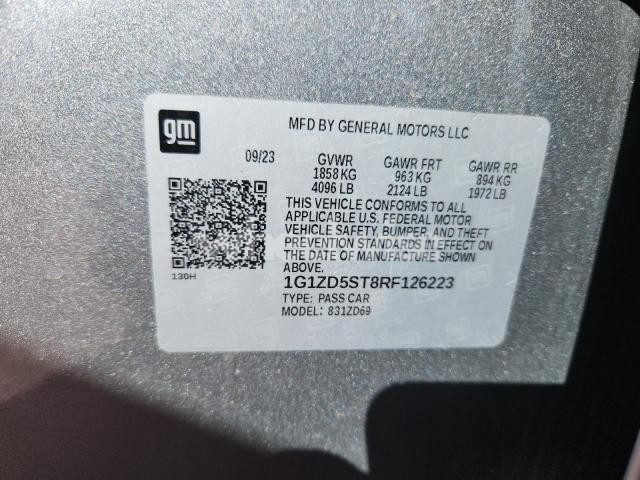 gm
MFD BY GENERAL MOTORS LLC
09/23 GVWR GAWR FRT GAWR RR
1858 KG 963 KG 894 KG
4096 LB 2124 LB 1972 LB
THIS VEHICLE CONFORMS TO ALL
APPLICABLE U.S. FEDERAL MOTOR
VEHICLE SAFETY, BUMPER, AND THEFT
PREVENTION STANDARDS IN EFFECT ON
THE DATE OF MANUFACTURE SHOWN
ABOVE.
130H
1G1ZD5ST8RF126223
TYPE: PASS CAR
MODEL: 831ZD69